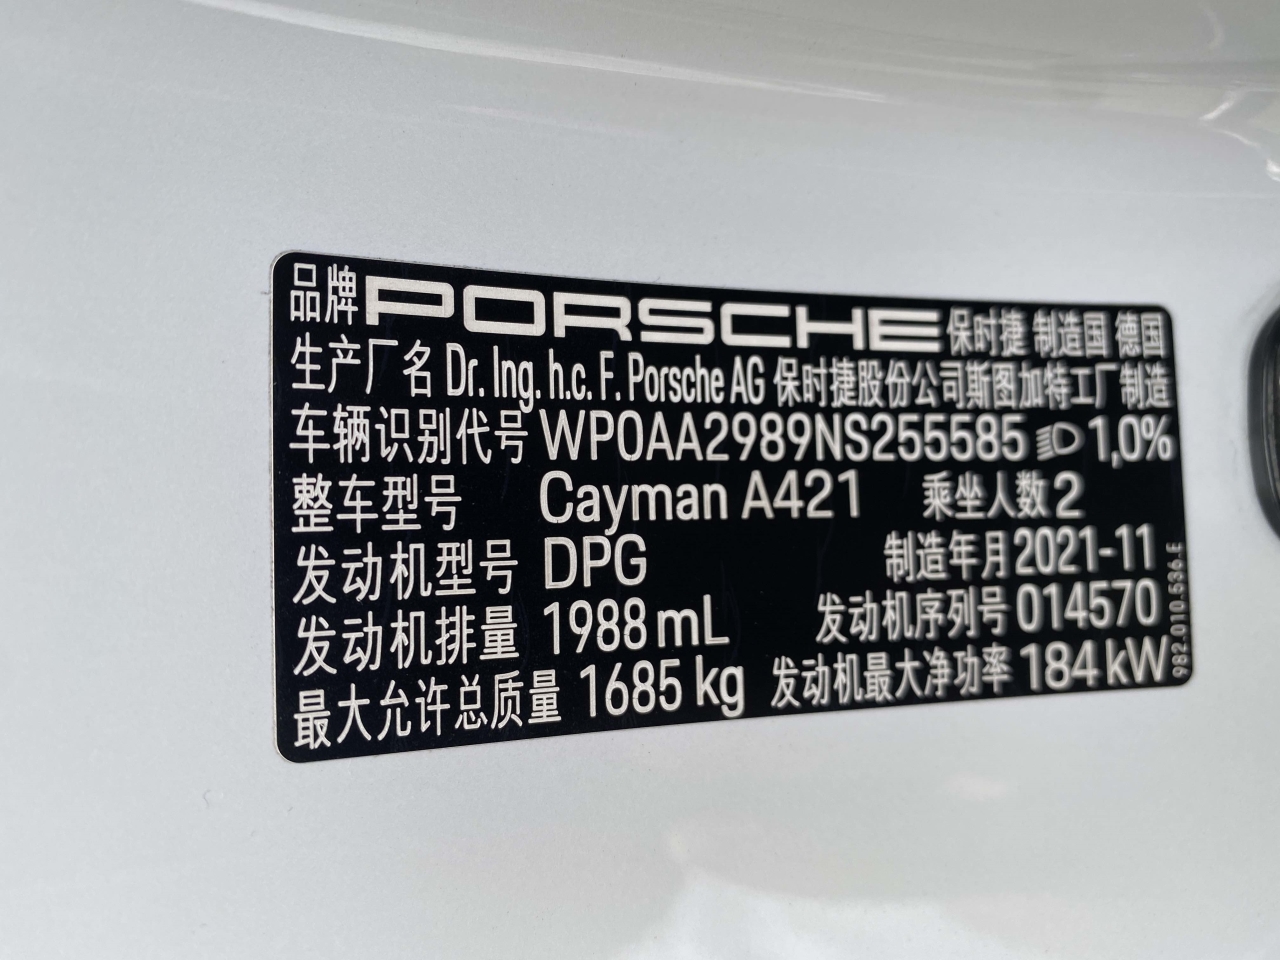 品牌 PORSCHE 保时捷 制造国 德国
生产厂名 Dr. Ing. h.c. F. Porsche AG 保时捷股份公司斯图加特工厂制造
车辆识别代号 WP0AA2989NS255585 1,0%
整车型号 Cayman A421 乘坐人数 2
发动机型号 DPG 制造年月 2021-11
发动机排量 1988 mL 发动机序列号 014570
最大允许总质量 1685 kg 发动机最大净功率 184 kW
982.010.536.E